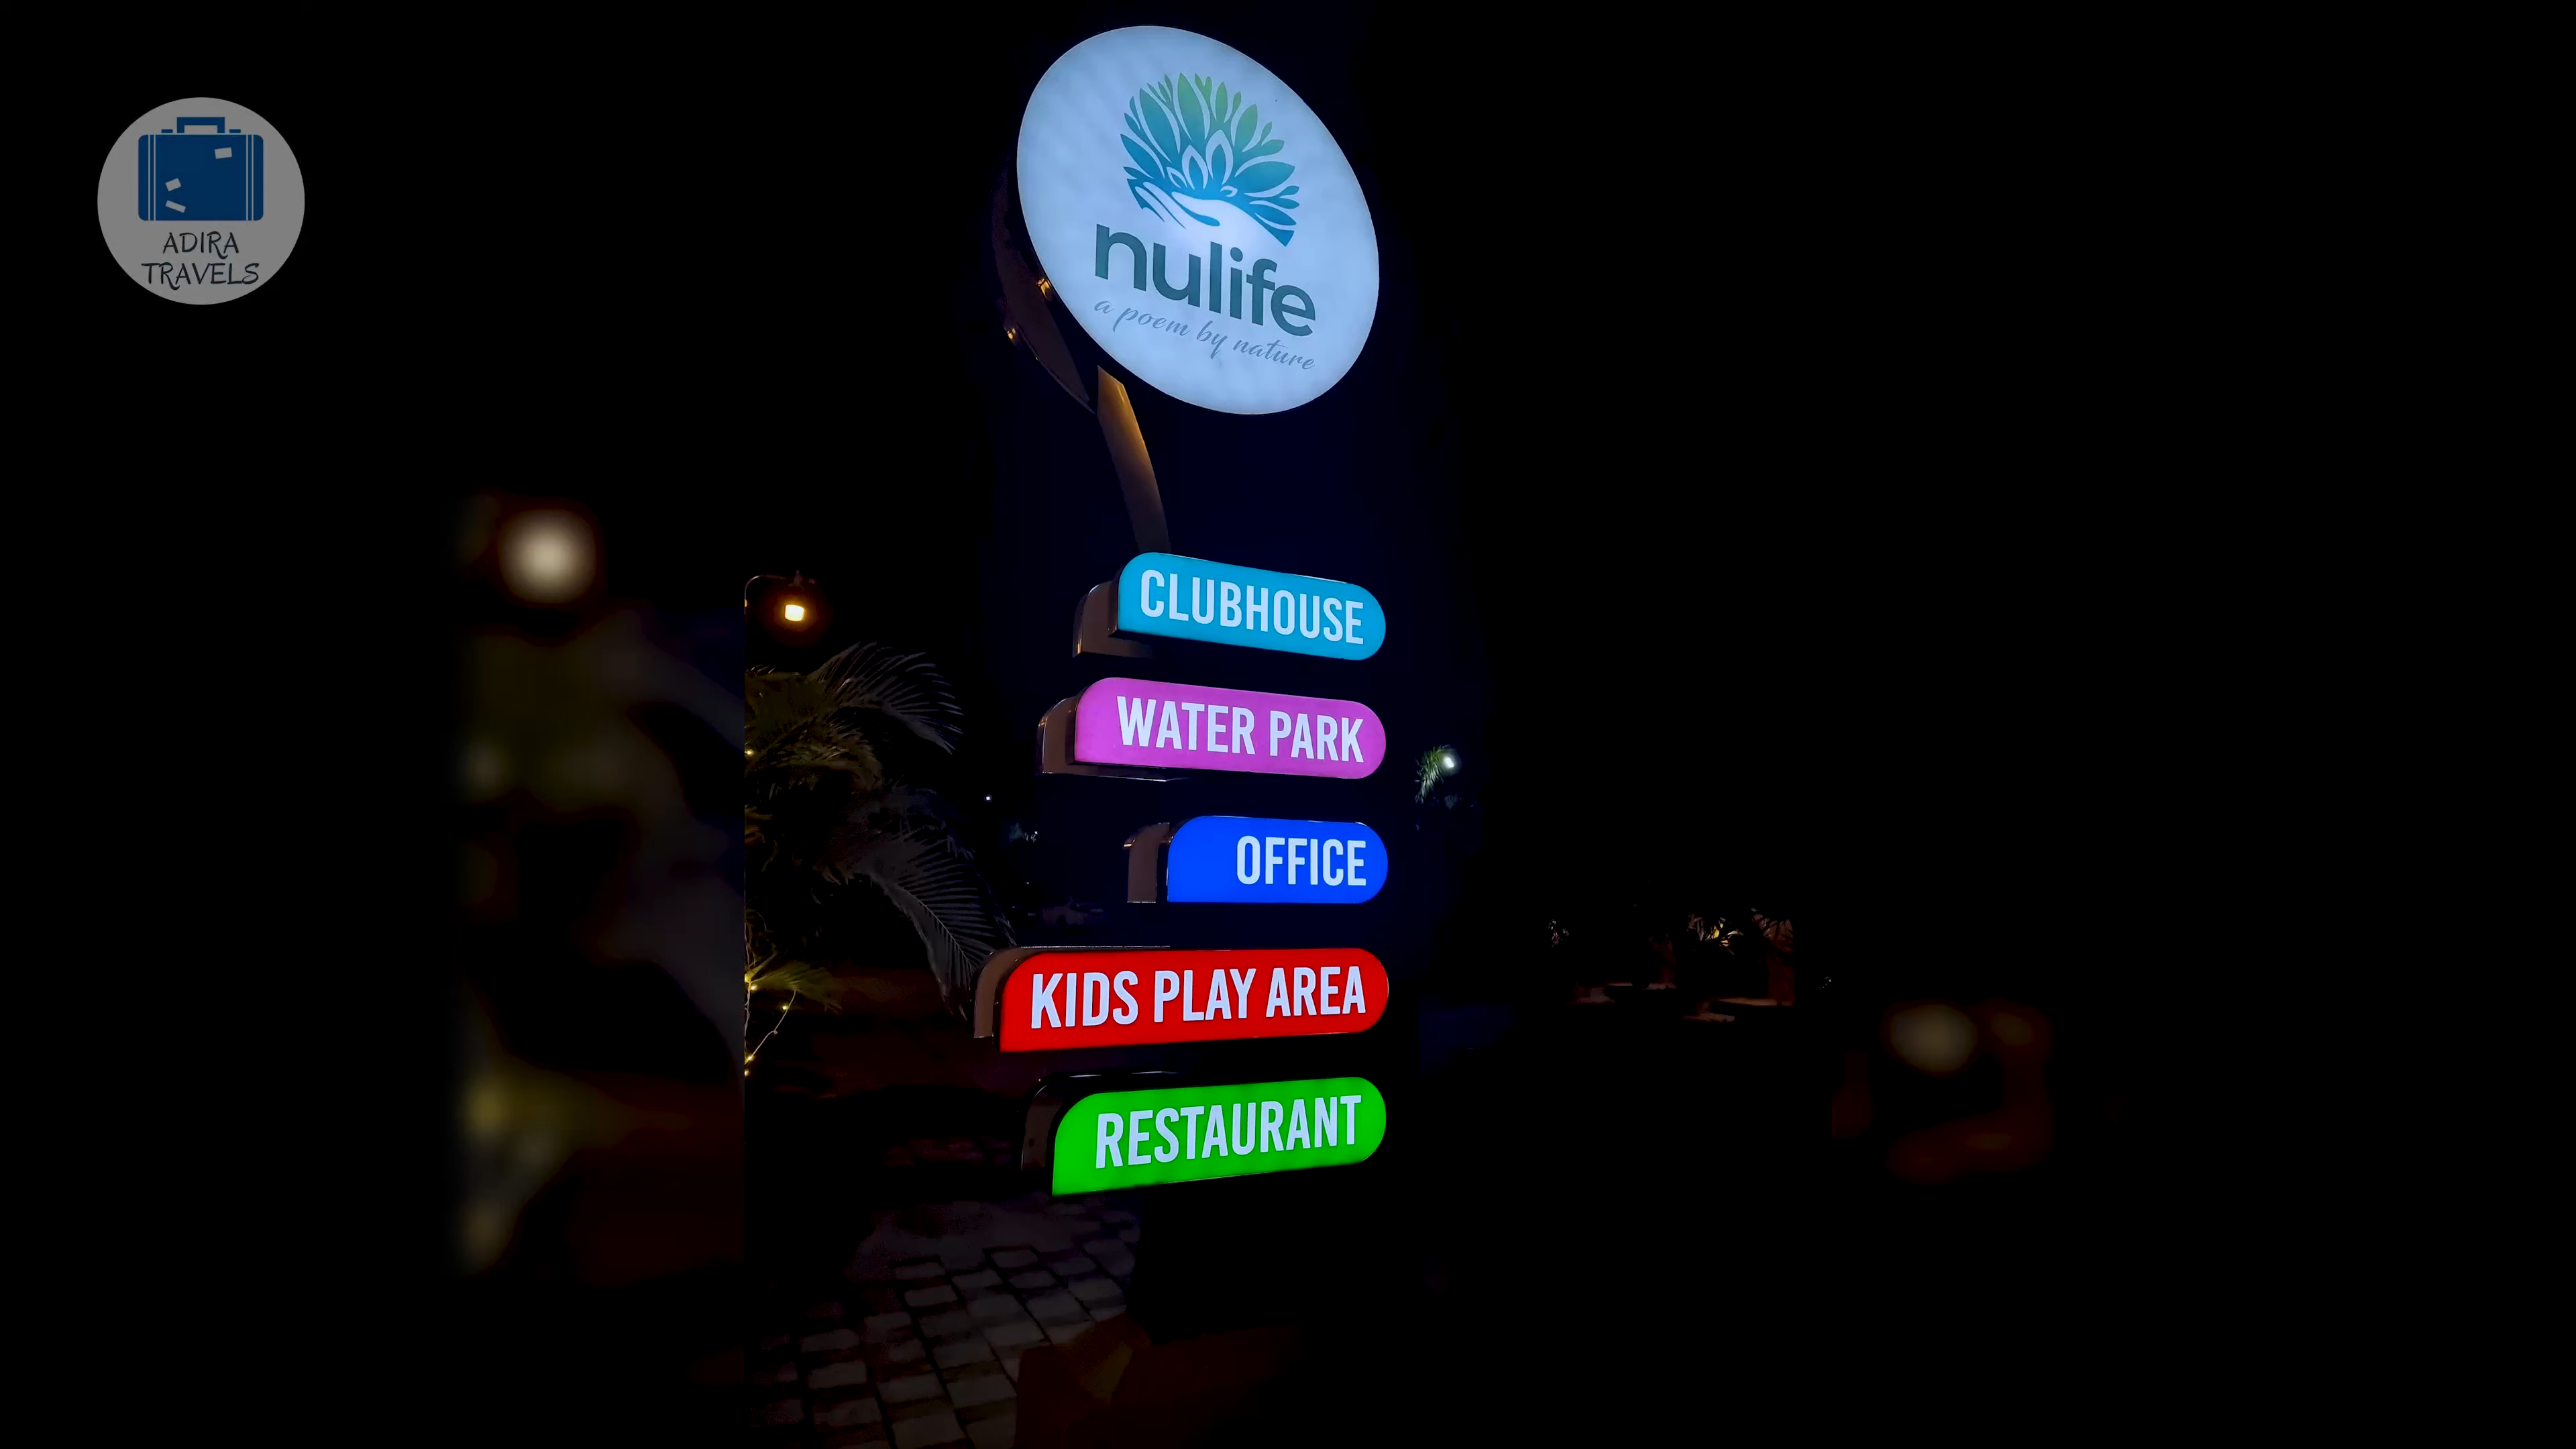 ADIRA
TRAVELS
nulife
a poem by nature
CLUBHOUSE
WATER PARK
OFFICE
KIDS PLAY AREA
RESTAURANT